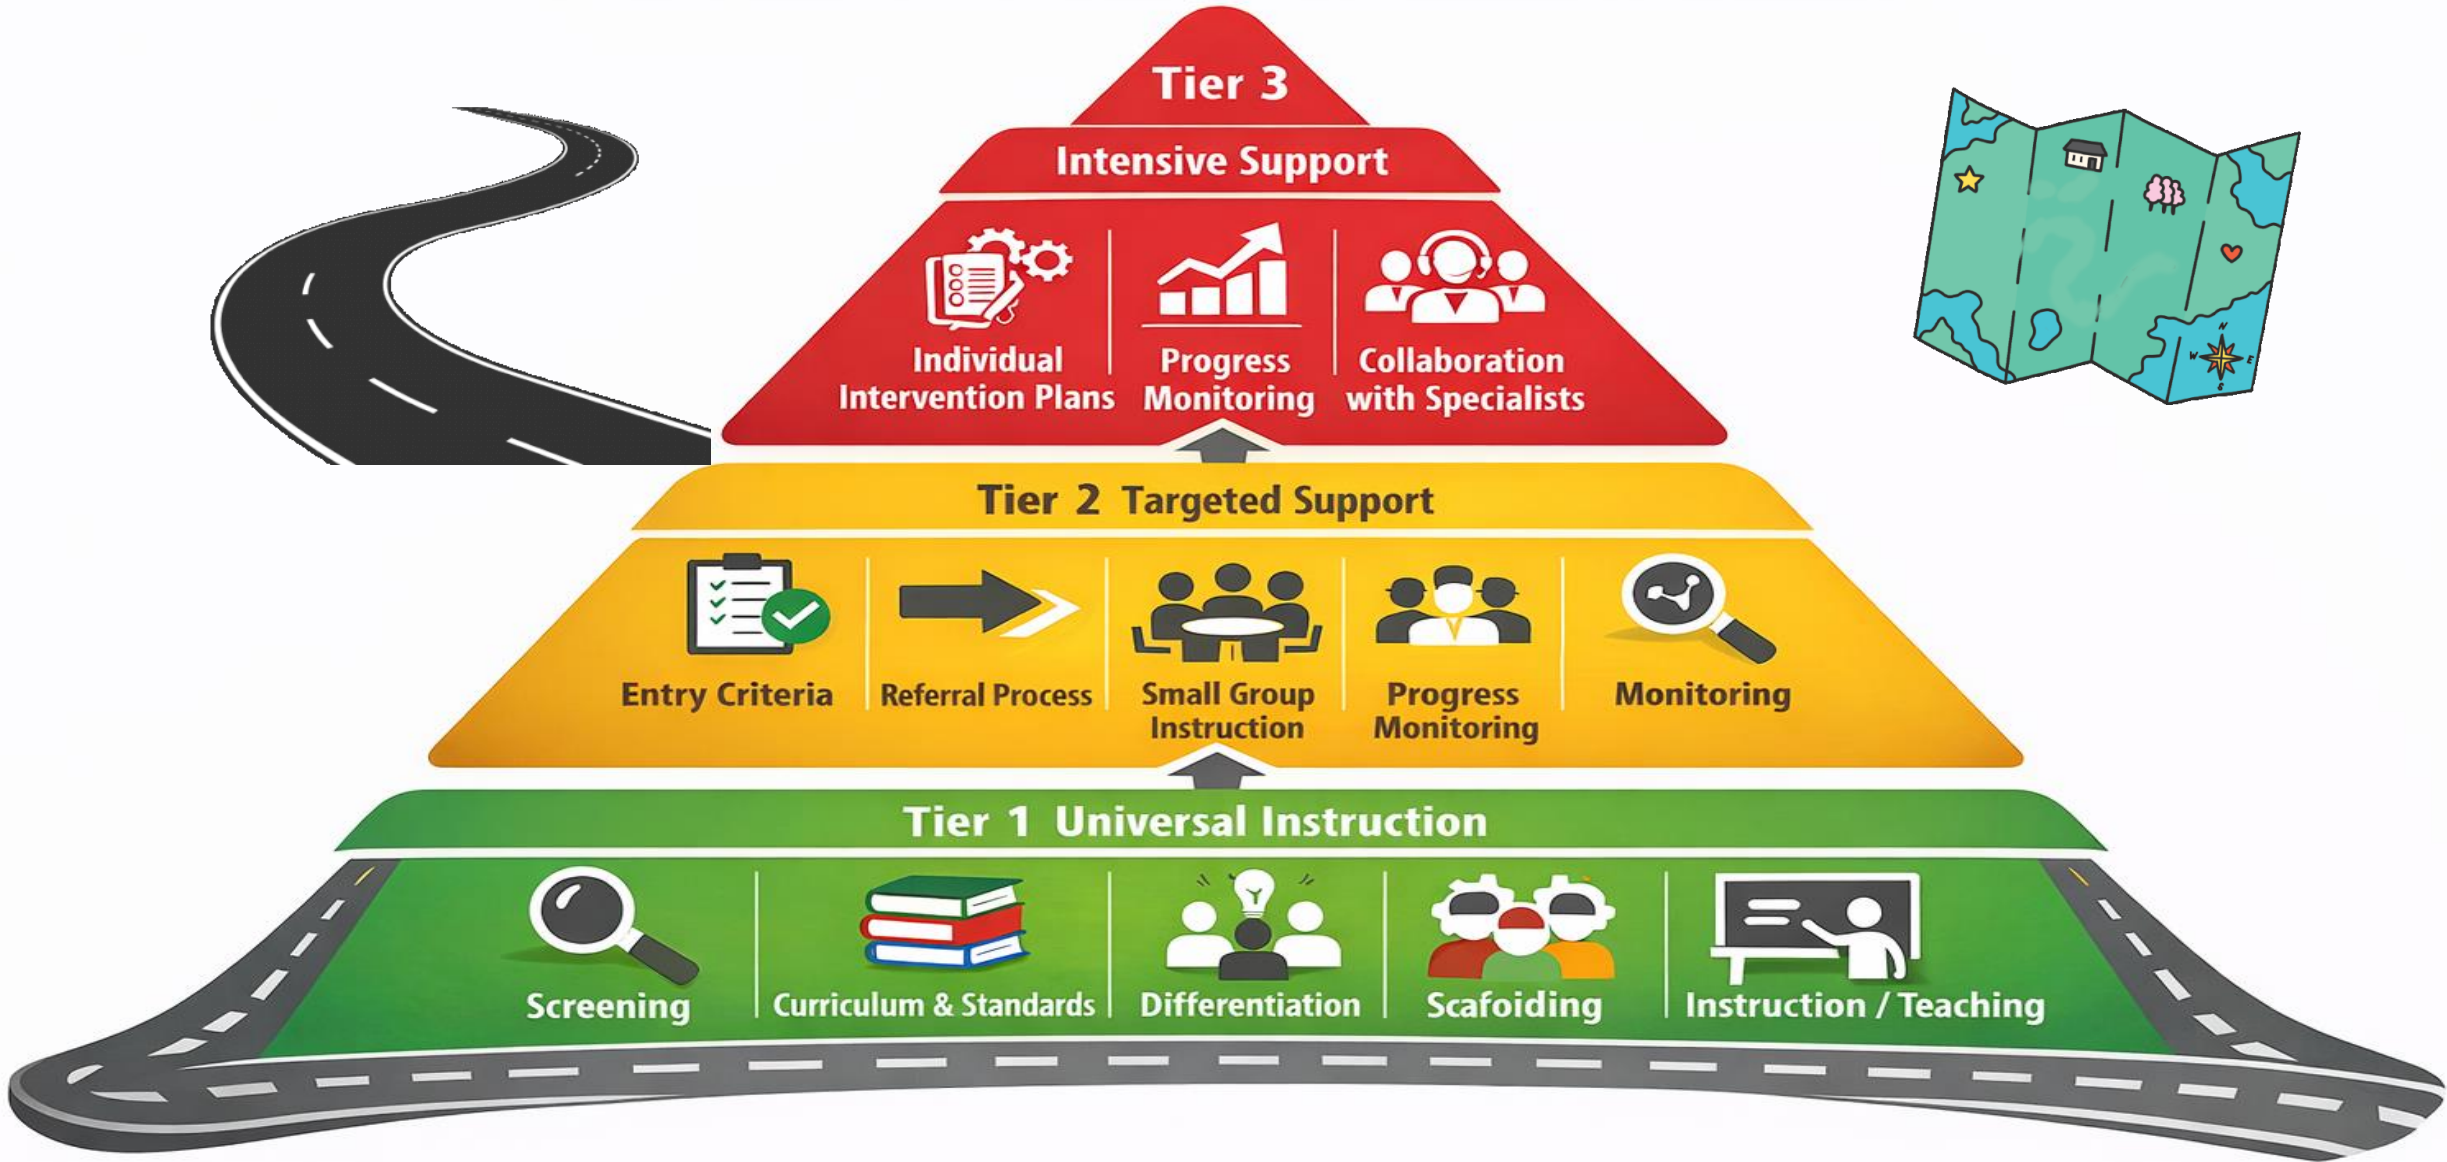 Tier 3
Intensive Support
Individual
Intervention Plans
Progress
Monitoring
Collaboration
with Specialists
Tier 2 Targeted Support
Entry Criteria
Referral Process
Small Group
Instruction
Progress
Monitoring
Monitoring
Tier 1 Universal Instruction
Screening
Curriculum & Standards
Differentiation
Scafoiding
Instruction / Teaching
N
W
E
S